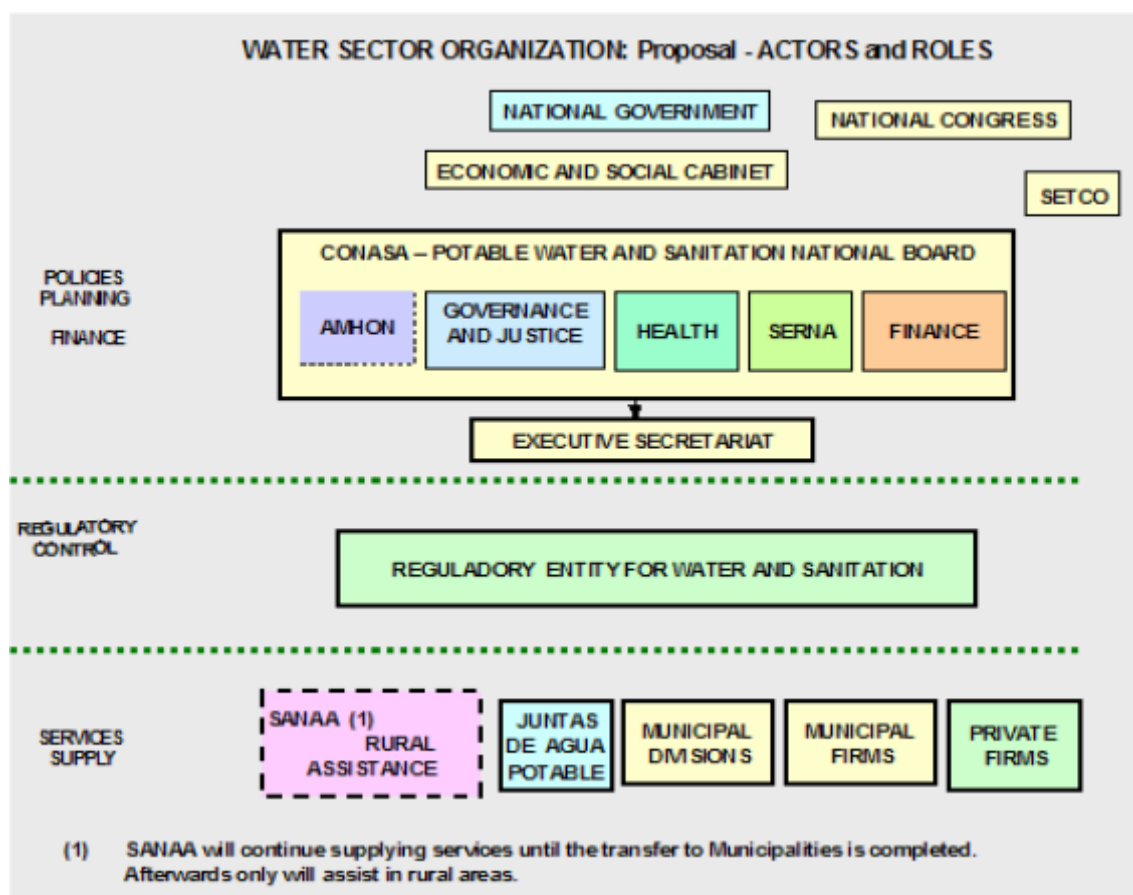 WATER SECTOR ORGANIZATION: Proposal - ACTORS and ROLES
NATIONAL GOVERNMENT
NATIONAL CONGRESS
ECONOMIC AND SOCIAL CABINET
SETCO
POLICIES
PLANNING
FINANCE
CONASA – POTABLE WATER AND SANITATION NATIONAL BOARD
AMHON
GOVERNANCE
AND JUSTICE
HEALTH
SERNA
FINANCE
EXECUTIVE SECRETARIAT
REGULATORY
CONTROL
REGULADORY ENTITY FOR WATER AND SANITATION
SERVICES
SUPPLY
SANAA (1)
RURAL
ASSISTANCE
JUNTAS
DE AGUA
POTABLE
MUNICIPAL
DIVISIONS
MUNICIPAL
FIRMS
PRIVATE
FIRMS
(1) SANAA will continue supplying services until the transfer to Municipalities is completed.
Afterwards only will assist in rural areas.